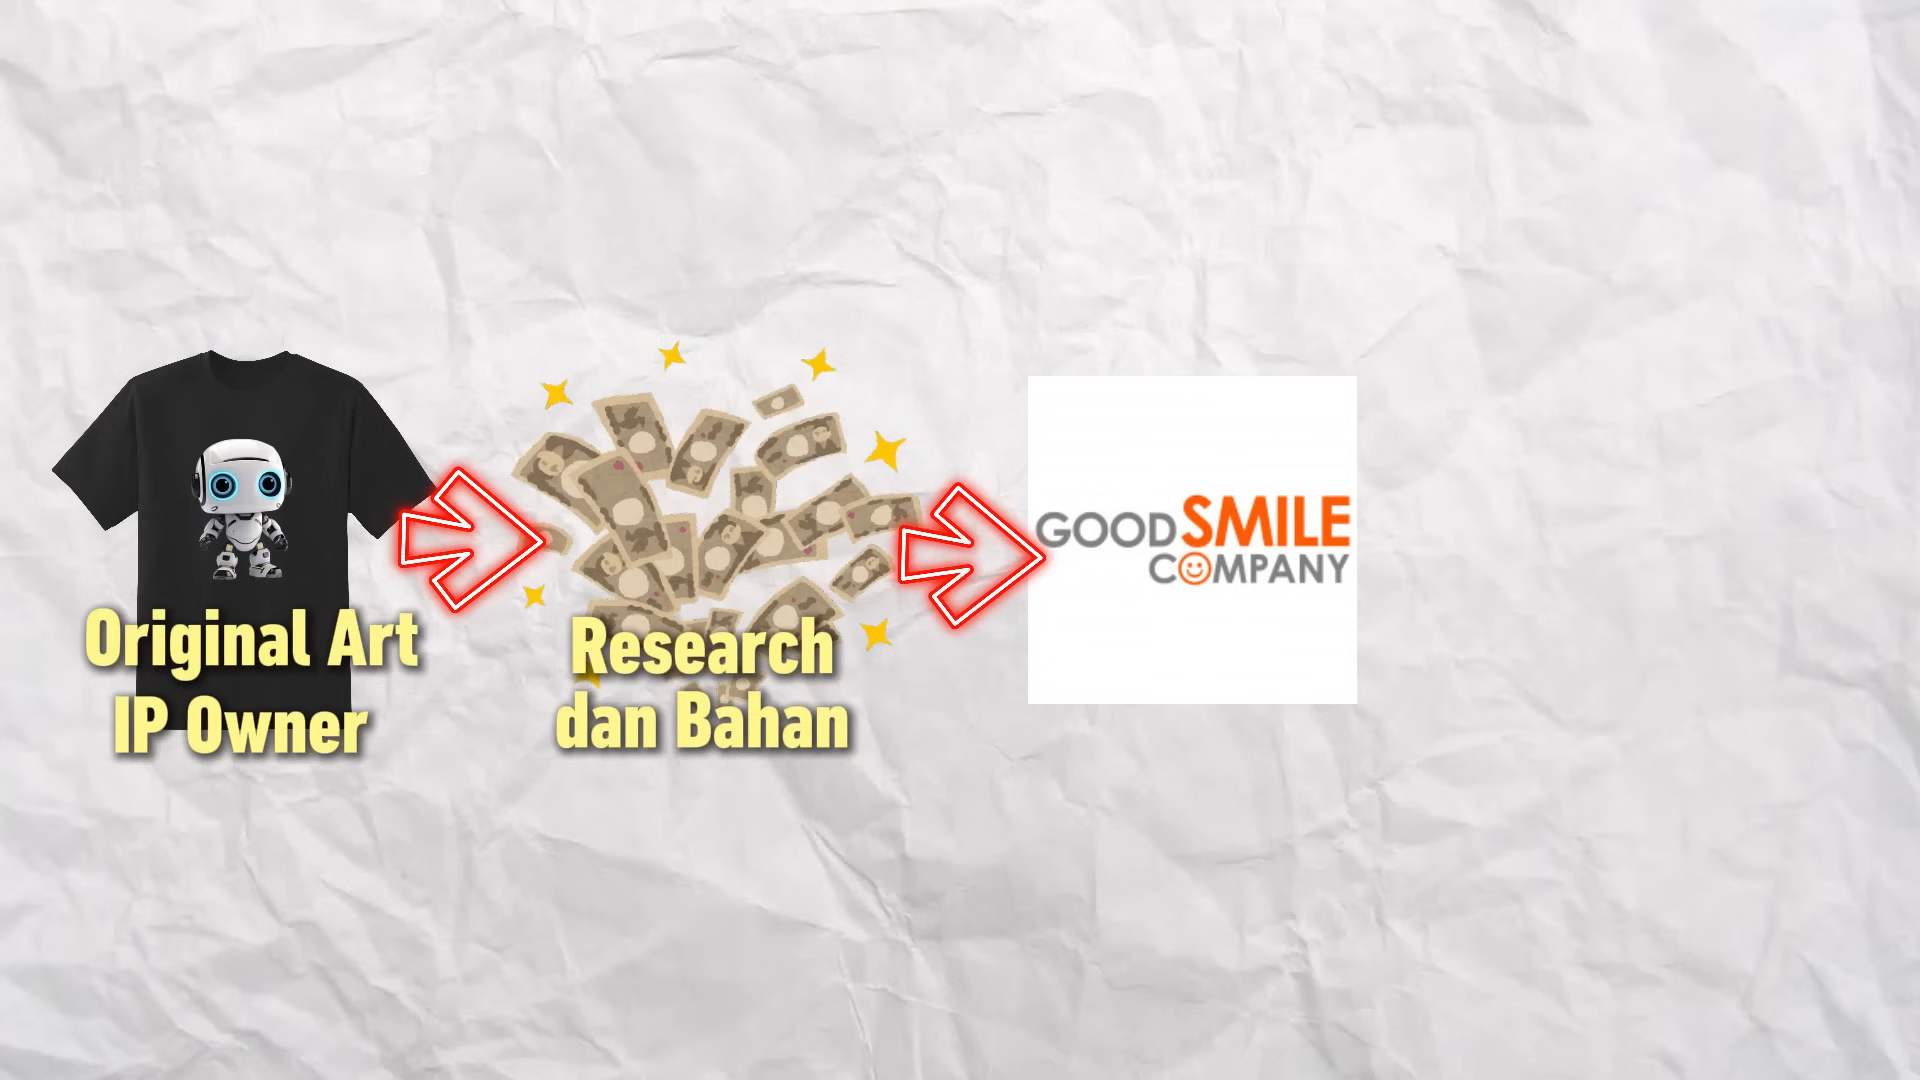 Original Art
IP Owner
Research
dan Bahan
GOOD SMILE
COMPANY